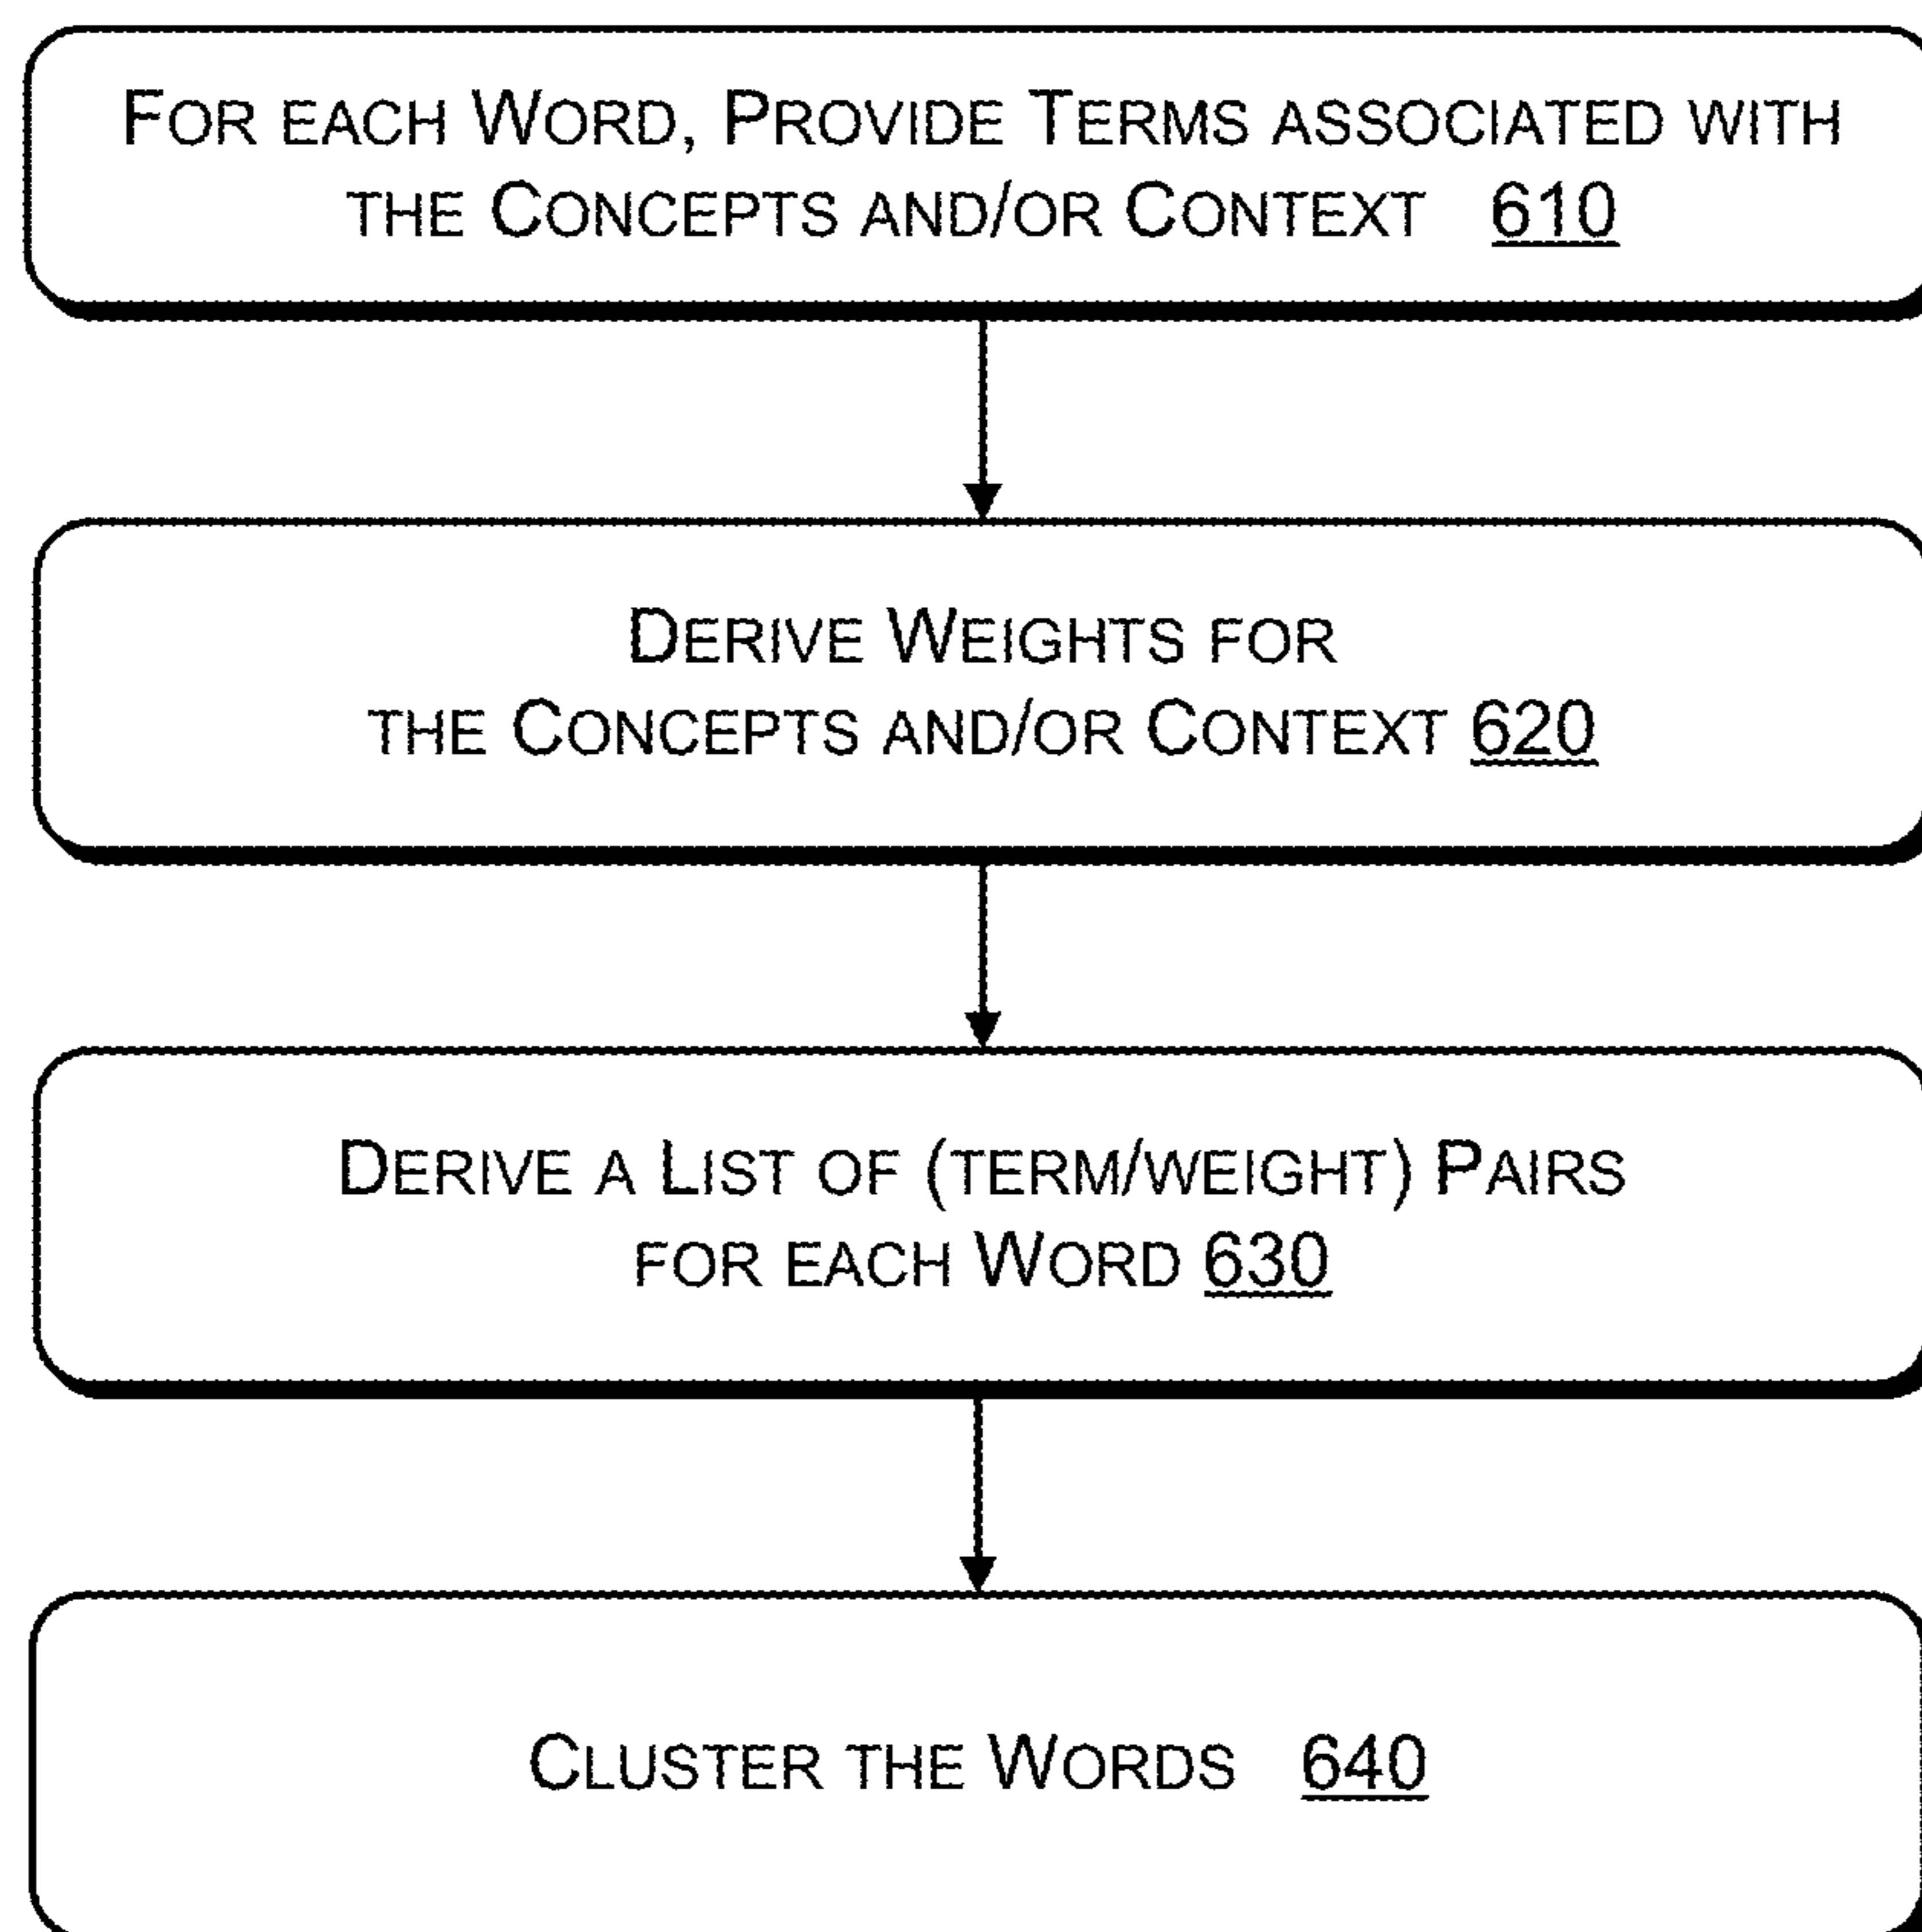 FOR EACH WORD, PROVIDE TERMS ASSOCIATED WITH
THE CONCEPTS AND/OR CONTEXT 610
DERIVE WEIGHTS FOR
THE CONCEPTS AND/OR CONTEXT 620
DERIVE A LIST OF (TERM/WEIGHT) PAIRS
FOR EACH WORD 630
CLUSTER THE WORDS 640